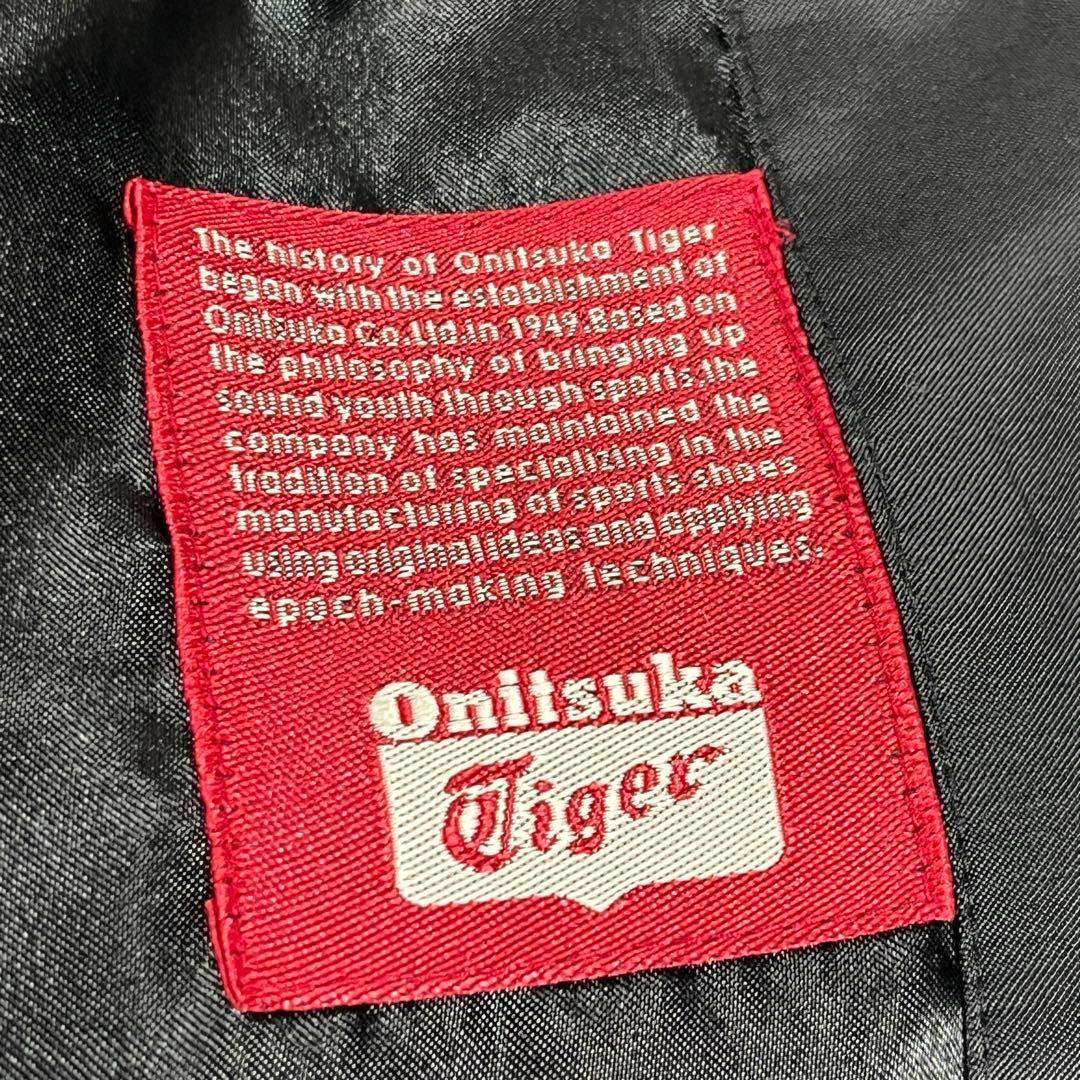 The history of Onitsuka Tiger
began with the establishment of
Onitsuka Co.Ltd.in 1949.Based on
the philosophy of bringing up
sound youth through sports,the
company has maintained the
tradition of specializing in the
manufacturing of sports shoes
using original ideas and applying
epoch-making techniques.
Onitsuka
Tiger